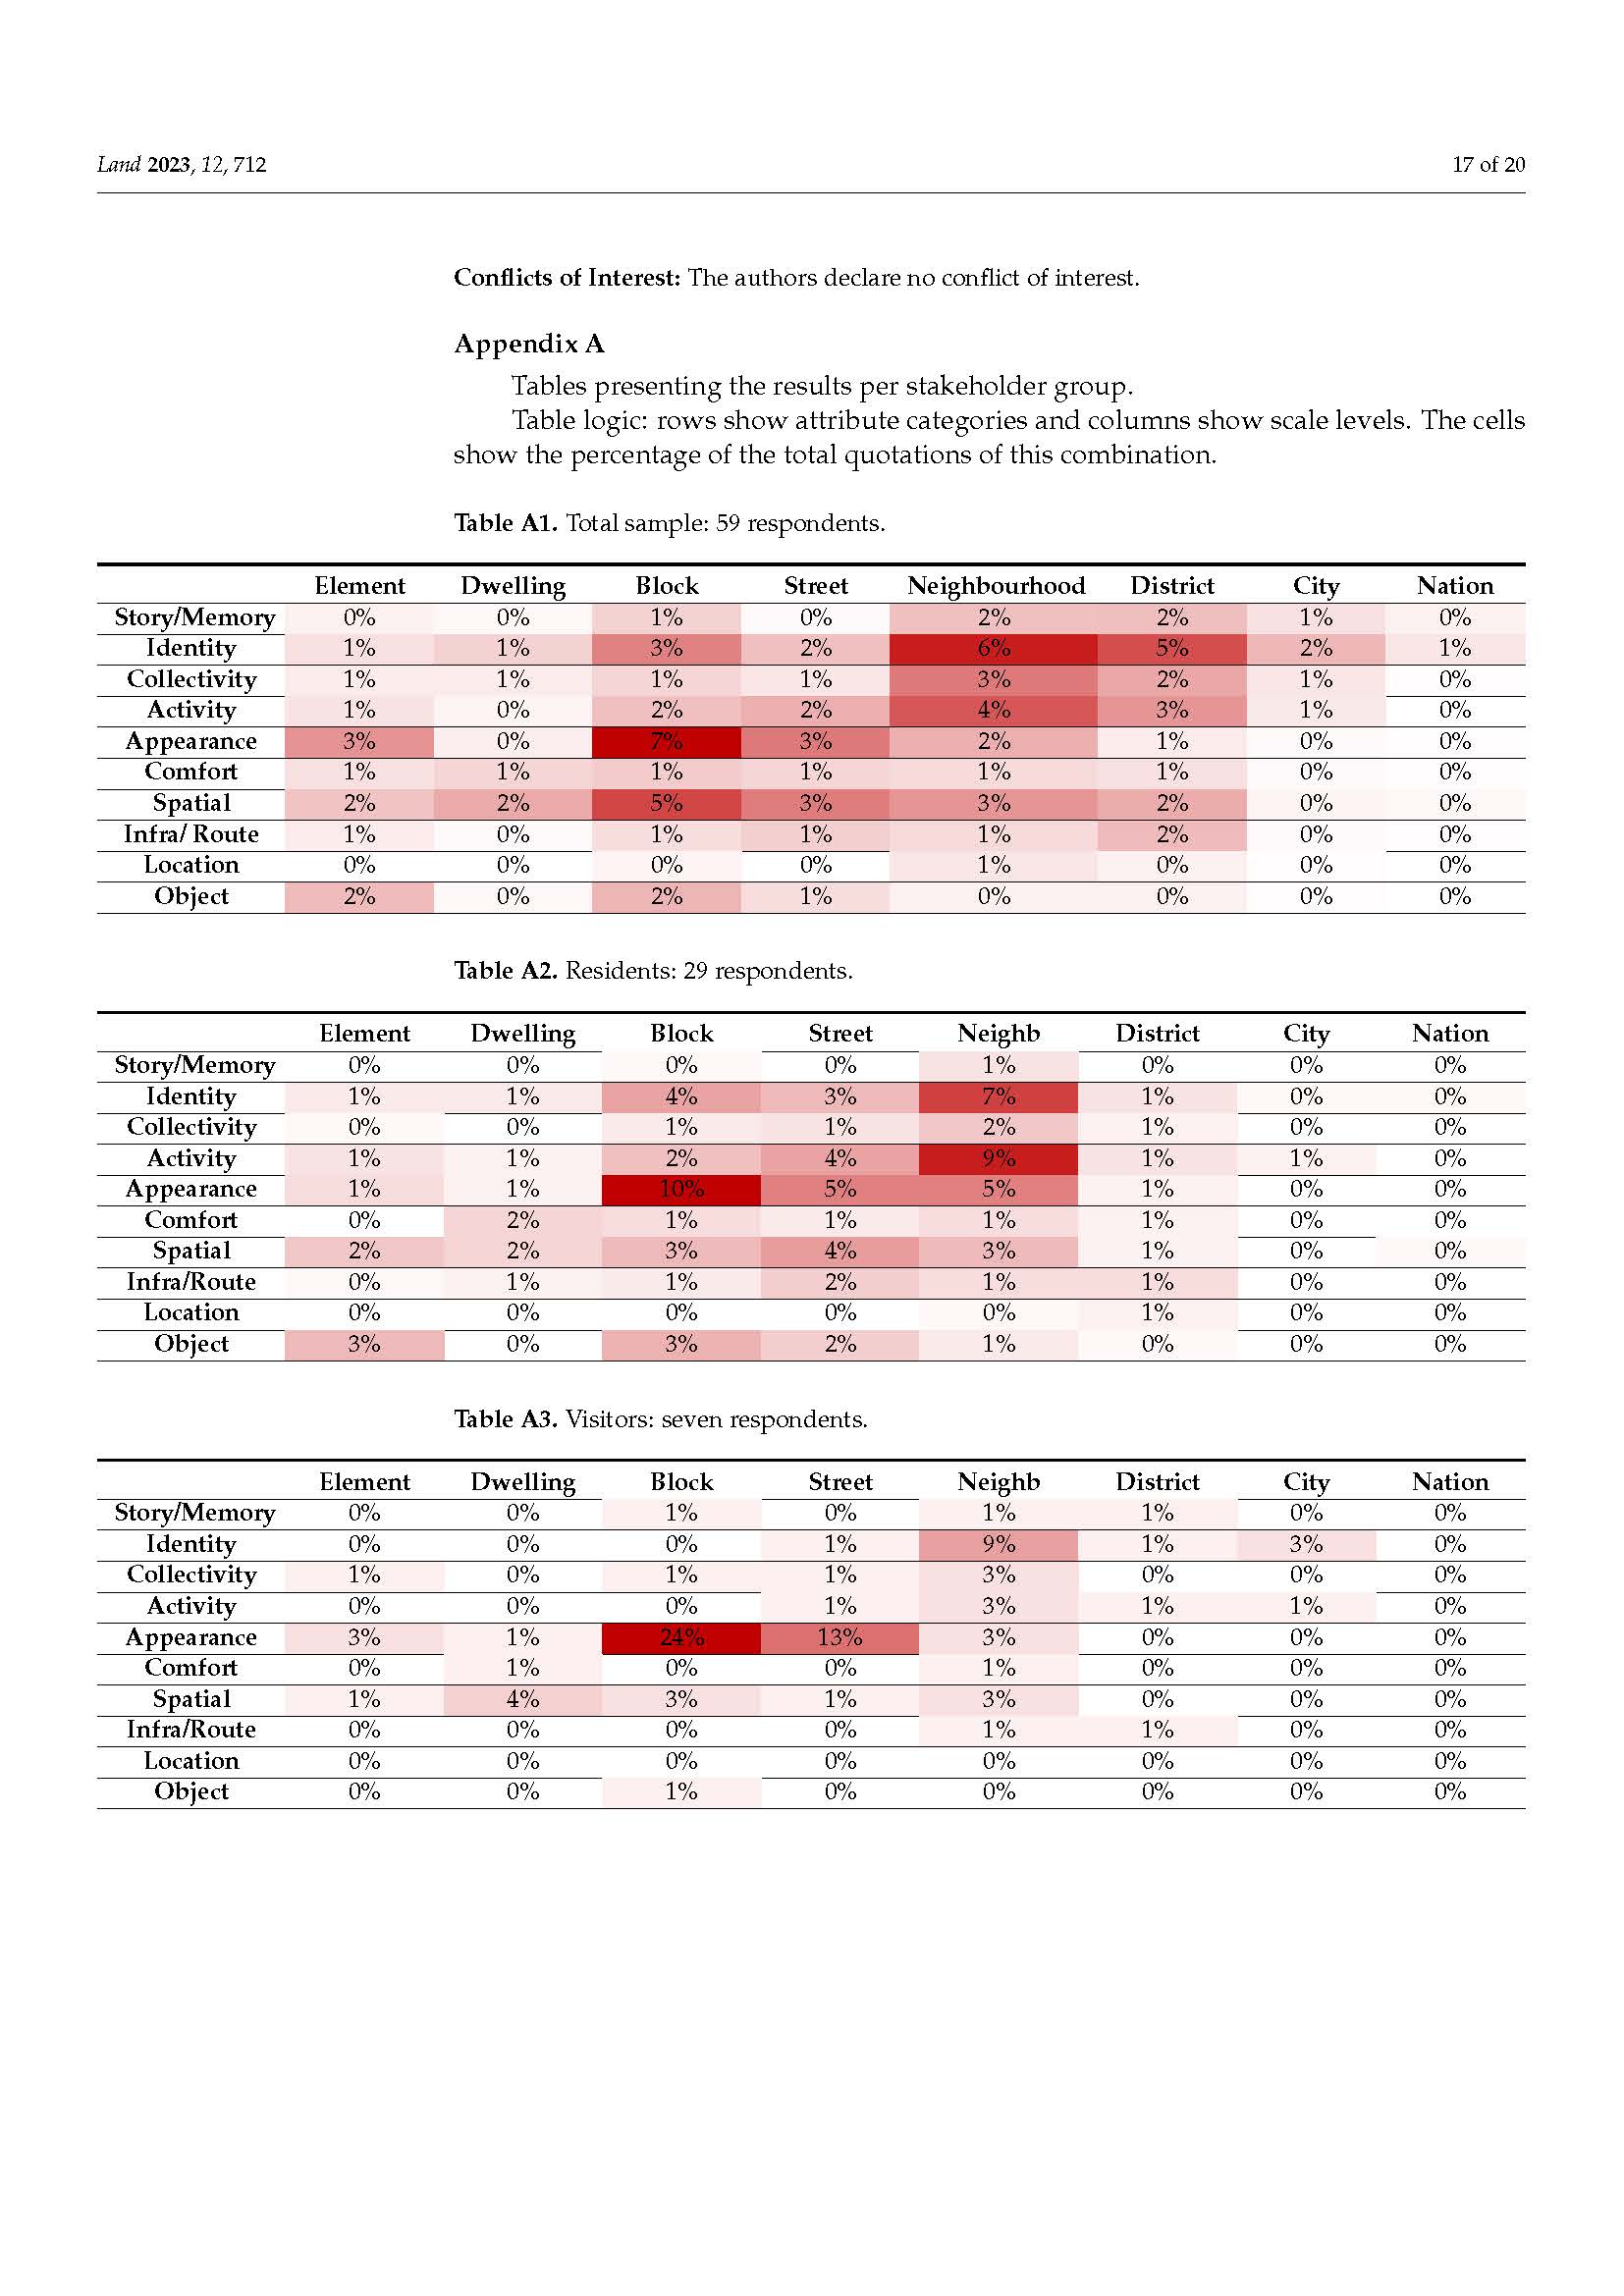 Land 2023, 12, 712 17 of 20
Conflicts of Interest: The authors declare no conflict of interest.
Appendix A
Tables presenting the results per stakeholder group.
Table logic: rows show attribute categories and columns show scale levels. The cells
show the percentage of the total quotations of this combination.
Table A1. Total sample: 59 respondents.
Element Dwelling Block Street Neighbourhood District City Nation
Story/Memory 0% 0% 1% 0% 2% 2% 1% 0%
Identity 1% 1% 3% 2% 6% 5% 2% 1%
Collectivity 1% 1% 1% 1% 3% 2% 1% 0%
Activity 1% 0% 2% 2% 4% 3% 1% 0%
Appearance 3% 0% 7% 3% 2% 1% 0% 0%
Comfort 1% 1% 1% 1% 1% 1% 0% 0%
Spatial 2% 2% 5% 3% 3% 2% 0% 0%
Infra/ Route 1% 0% 1% 1% 1% 2% 0% 0%
Location 0% 0% 0% 0% 1% 0% 0% 0%
Object 2% 0% 2% 1% 0% 0% 0% 0%
Table A2. Residents: 29 respondents.
Element Dwelling Block Street Neighb District City Nation
Story/Memory 0% 0% 0% 0% 1% 0% 0% 0%
Identity 1% 1% 4% 3% 7% 1% 0% 0%
Collectivity 0% 0% 1% 1% 2% 1% 0% 0%
Activity 1% 1% 2% 4% 9% 1% 1% 0%
Appearance 1% 1% 10% 5% 5% 1% 0% 0%
Comfort 0% 2% 1% 1% 1% 1% 0% 0%
Spatial 2% 2% 3% 4% 3% 1% 0% 0%
Infra/Route 0% 1% 1% 2% 1% 1% 0% 0%
Location 0% 0% 0% 0% 0% 1% 0% 0%
Object 3% 0% 3% 2% 1% 0% 0% 0%
Table A3. Visitors: seven respondents.
Element Dwelling Block Street Neighb District City Nation
Story/Memory 0% 0% 1% 0% 1% 1% 0% 0%
Identity 0% 0% 0% 1% 9% 1% 3% 0%
Collectivity 1% 0% 1% 1% 3% 0% 0% 0%
Activity 0% 0% 0% 1% 3% 1% 1% 0%
Appearance 3% 1% 24% 13% 3% 0% 0% 0%
Comfort 0% 1% 0% 0% 1% 0% 0% 0%
Spatial 1% 4% 3% 1% 3% 0% 0% 0%
Infra/Route 0% 0% 0% 0% 1% 1% 0% 0%
Location 0% 0% 0% 0% 0% 0% 0% 0%
Object 0% 0% 1% 0% 0% 0% 0% 0%